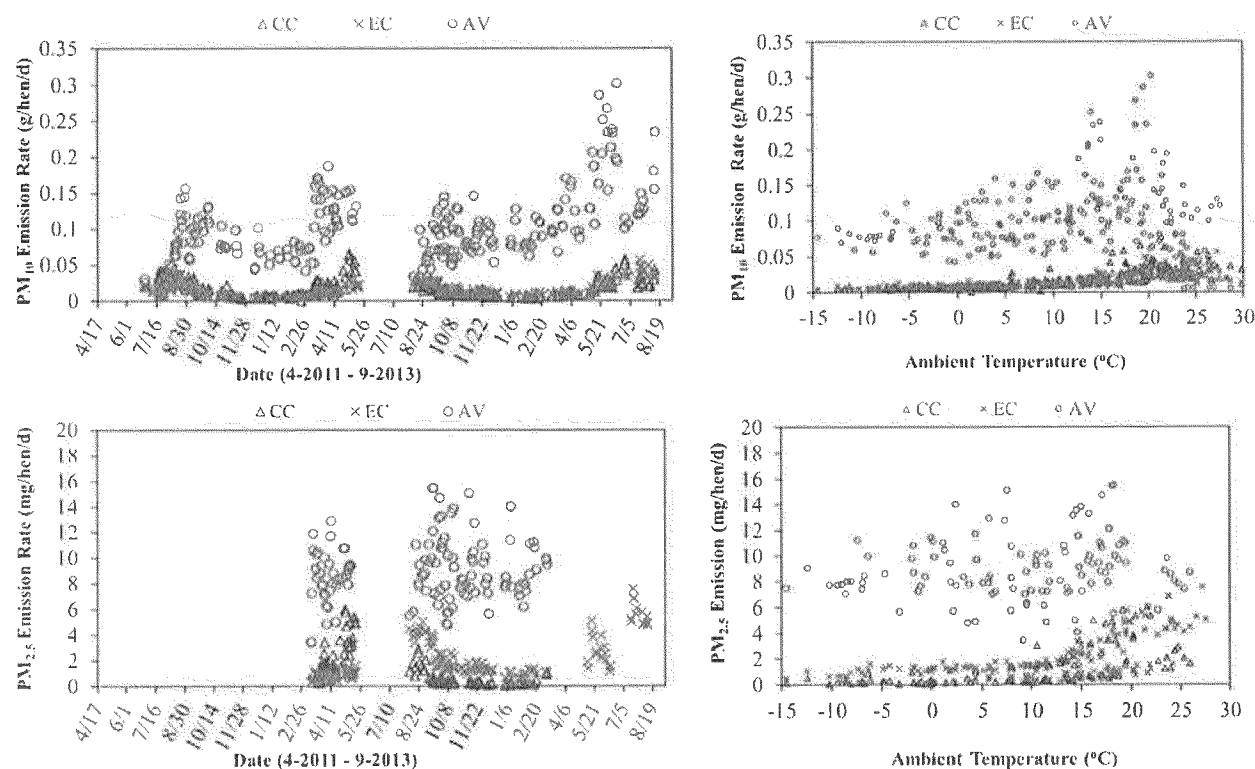 △ CC × EC ○ AV
0.35
0.3
0.25
0.2
0.15
0.1
0.05
0
PM10 Emission Rate (g/hen/d)
4/17 6/1 7/16 8/30 10/14 11/28 1/12 2/26 4/11 5/26 7/10 8/24 10/8 11/22 1/6 2/20 4/6 5/21 7/5 8/19
Date (4-2011 - 9-2013)
△ CC × EC ○ AV
0.35
0.3
0.25
0.2
0.15
0.1
0.05
0
PM10 Emission Rate (g/hen/d)
-15 -10 -5 0 5 10 15 20 25 30
Ambient Temperature (°C)
△ CC × EC ○ AV
20
18
16
14
12
10
8
6
4
2
0
PM2.5 Emission Rate (mg/hen/d)
4/17 6/1 7/16 8/30 10/14 11/28 1/12 2/26 4/11 5/26 7/10 8/24 10/8 11/22 1/6 2/20 4/6 5/21 7/5 8/19
Date (4-2011 - 9-2013)
△ CC × EC ○ AV
20
18
16
14
12
10
8
6
4
2
0
PM2.5 Emission (mg/hen/d)
-15 -10 -5 0 5 10 15 20 25 30
Ambient Temperature (°C)